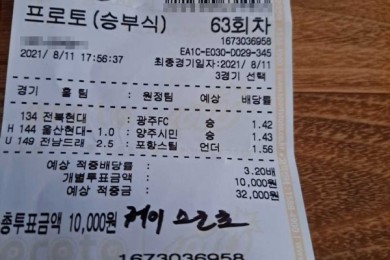 프로토 (승부식) 63회차
1673036958
EA1C-E030-0029-345
2021/ 8/11 17:56:37 최종경기일자:2021/ 8/11
3경기 선택
경기 홈 팀 : 원정팀 예상 배당률
134 전북현대 : 광주FC 승 1.42
H 144 울산현대- 1.0 : 양주시민 승 1.43
U 149 전남드래 2.5 : 포항스틸 언더 1.56
예상 적중배당률 : 3.20배
개별투표금액 : 10,000원
예상 적중금 : 32,000원
총투표금액 10,000원
1673036958